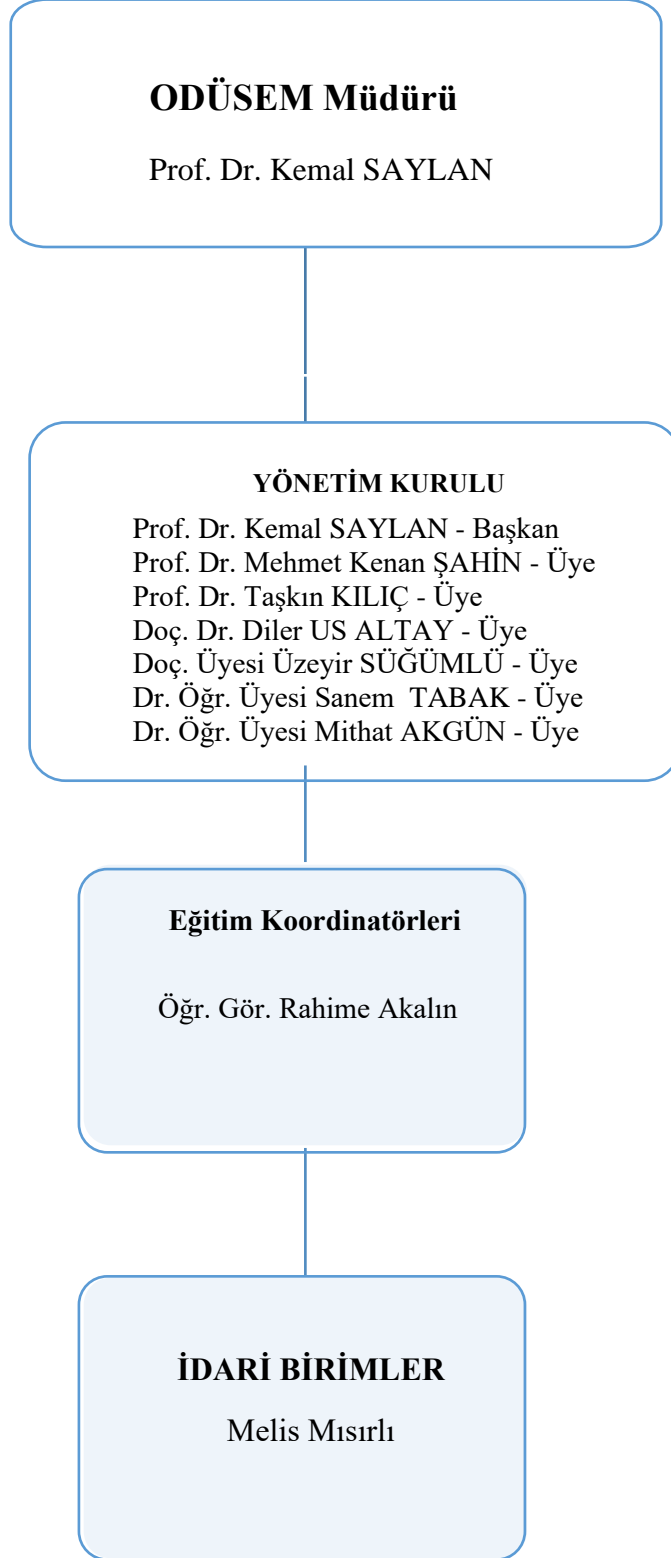 ODÜSEM Müdürü
Prof. Dr. Kemal SAYLAN
YÖNETİM KURULU
Prof. Dr. Kemal SAYLAN - Başkan
Prof. Dr. Mehmet Kenan ŞAHİN - Üye
Prof. Dr. Taşkın KILIÇ - Üye
Doç. Dr. Diler US ALTAY - Üye
Doç. Üyesi Üzeyir SÜĞÜMLÜ - Üye
Dr. Öğr. Üyesi Sanem  TABAK - Üye
Dr. Öğr. Üyesi Mithat AKGÜN - Üye
Eğitim Koordinatörleri
Öğr. Gör. Rahime Akalın
İDARİ BİRİMLER
Melis Mısırlı